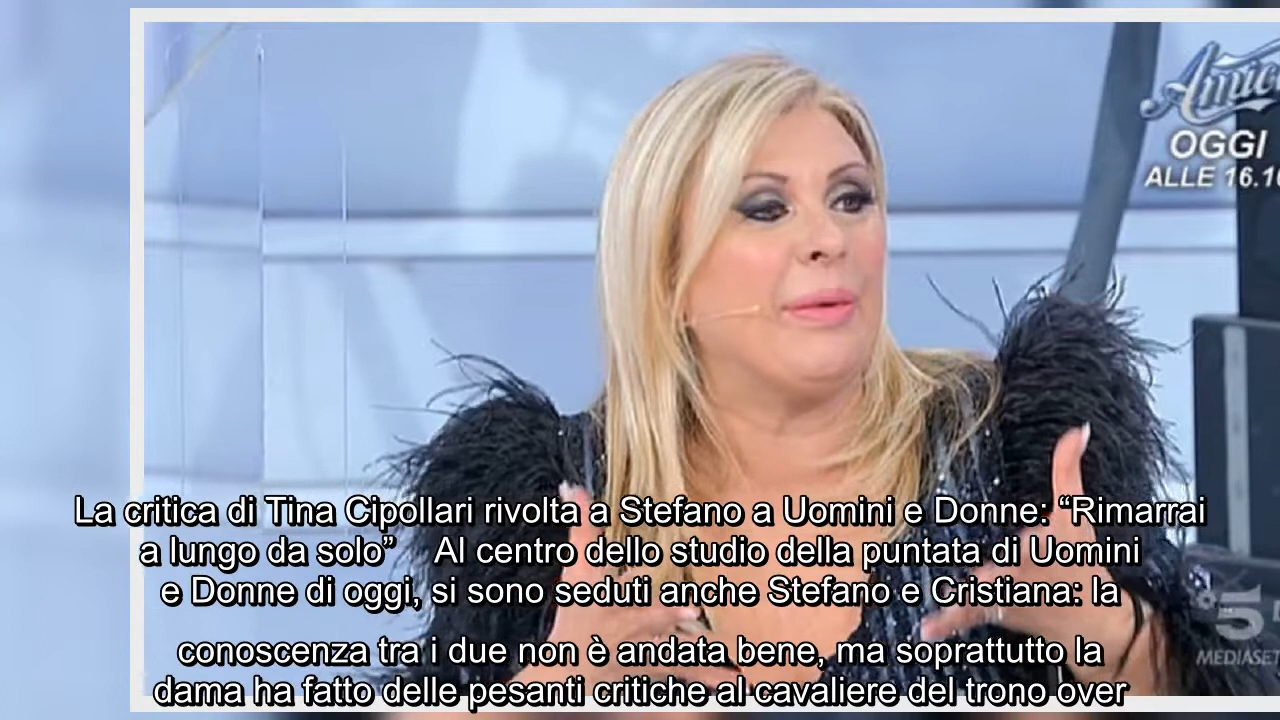 Amici
OGGI
ALLE 16.10
La critica di Tina Cipollari rivolta a Stefano a Uomini e Donne: “Rimarrai
a lungo da solo” Al centro dello studio della puntata di Uomini
e Donne di oggi, si sono seduti anche Stefano e Cristiana: la
5
MEDIASET
conoscenza tra i due non è andata bene, ma soprattutto la
dama ha fatto delle pesanti critiche al cavaliere del trono over